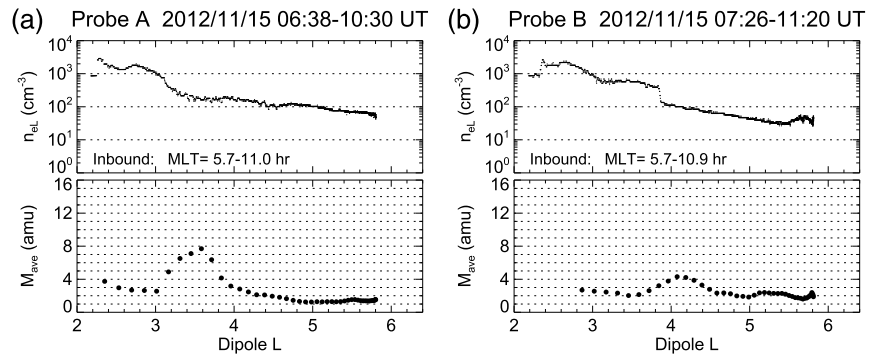 (a) Probe A 2012/11/15 06:38-10:30 UT
10^4
10^3
10^2
10^1
10^0
n_eL (cm^-3)
Inbound: MLT= 5.7-11.0 hr
16
12
8
4
0
M_ave (amu)
2 3 4 5 6
Dipole L
(b) Probe B 2012/11/15 07:26-11:20 UT
10^4
10^3
10^2
10^1
10^0
n_eL (cm^-3)
Inbound: MLT= 5.7-10.9 hr
16
12
8
4
0
M_ave (amu)
2 3 4 5 6
Dipole L